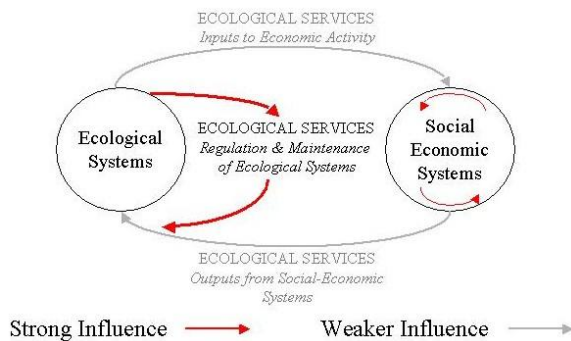 ECOLOGICAL SERVICES
Inputs to Economic Activity
Ecological
Systems
ECOLOGICAL SERVICES
Regulation & Maintenance
of Ecological Systems
Social
Economic
Systems
ECOLOGICAL SERVICES
Outputs from Social-Economic
Systems
Strong Influence
Weaker Influence